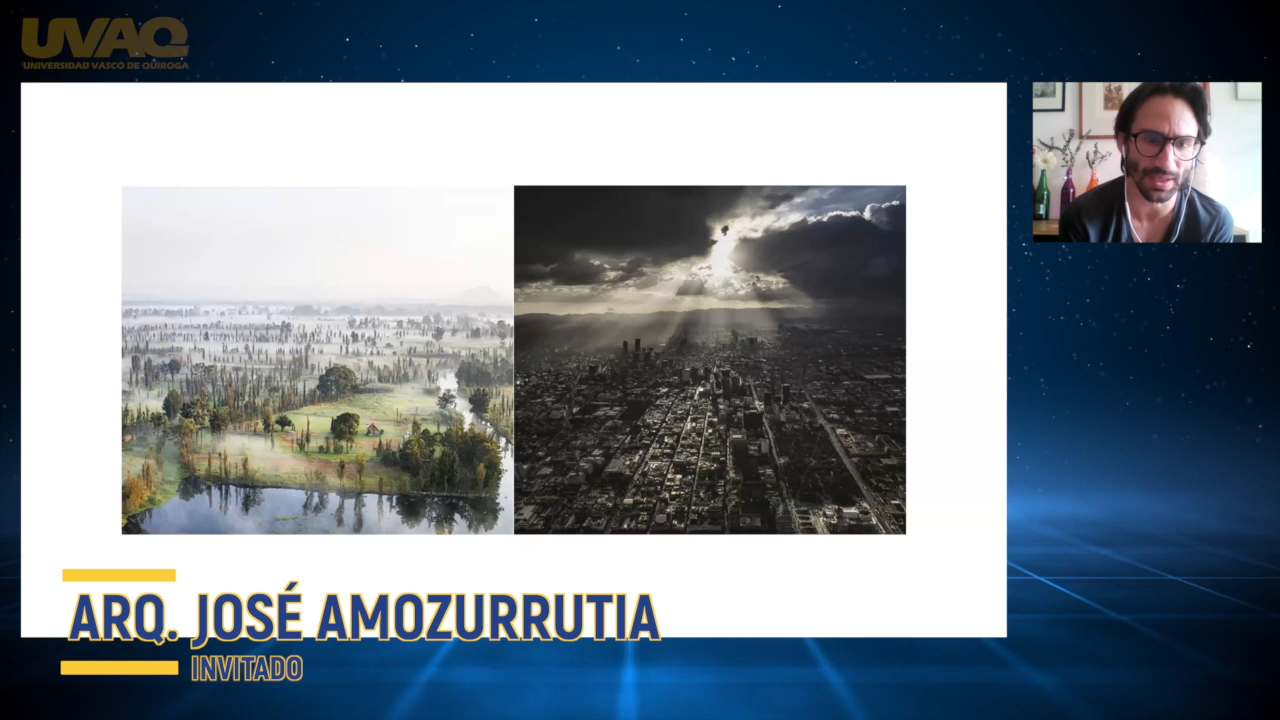 UVAQ
UNIVERSIDAD VASCO DE QUIROGA
ARQ. JOSÉ AMOZURRUTIA
INVITADO